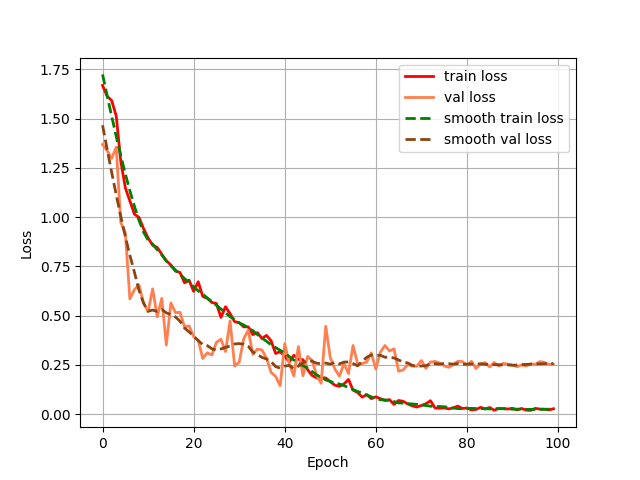 1.75
1.50
1.25
1.00
0.75
0.50
0.25
0.00
Loss
train loss
val loss
smooth train loss
smooth val loss
0 20 40 60 80 100
Epoch